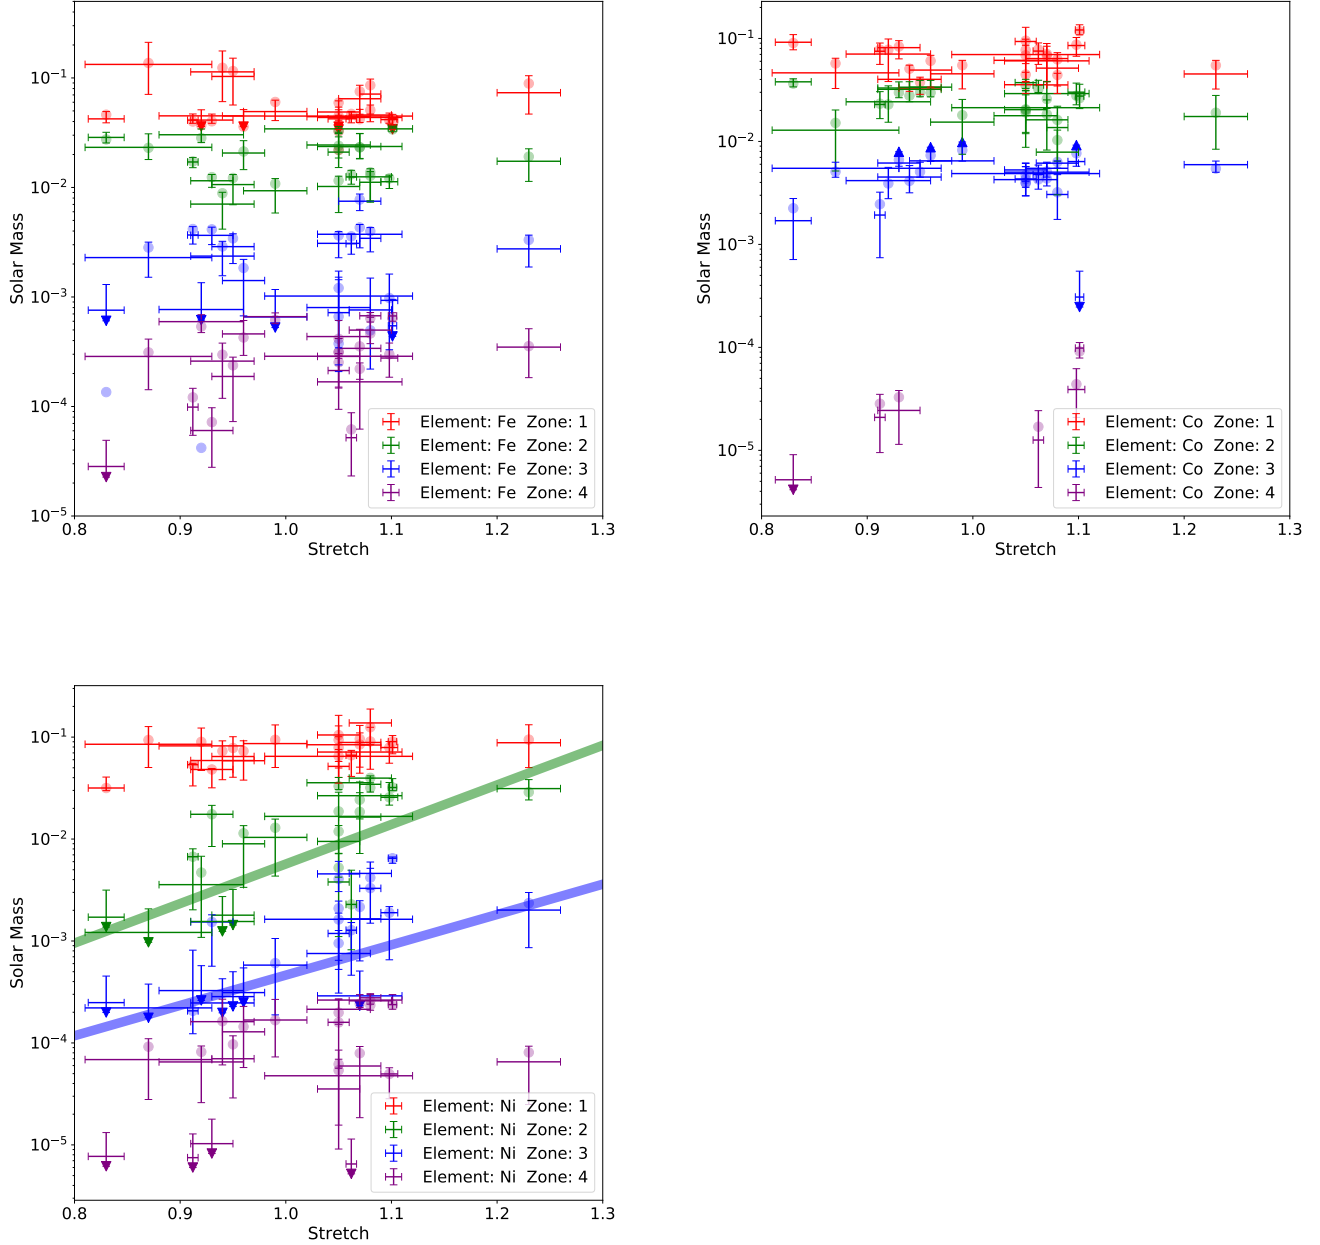 10⁻¹
10⁻²
10⁻³
10⁻⁴
10⁻⁵
Solar Mass
0.8 0.9 1.0 1.1 1.2 1.3
Stretch
Element: Fe Zone: 1
Element: Fe Zone: 2
Element: Fe Zone: 3
Element: Fe Zone: 4
10⁻¹
10⁻²
10⁻³
10⁻⁴
10⁻⁵
Solar Mass
0.8 0.9 1.0 1.1 1.2 1.3
Stretch
Element: Co Zone: 1
Element: Co Zone: 2
Element: Co Zone: 3
Element: Co Zone: 4
10⁻¹
10⁻²
10⁻³
10⁻⁴
10⁻⁵
Solar Mass
0.8 0.9 1.0 1.1 1.2 1.3
Stretch
Element: Ni Zone: 1
Element: Ni Zone: 2
Element: Ni Zone: 3
Element: Ni Zone: 4